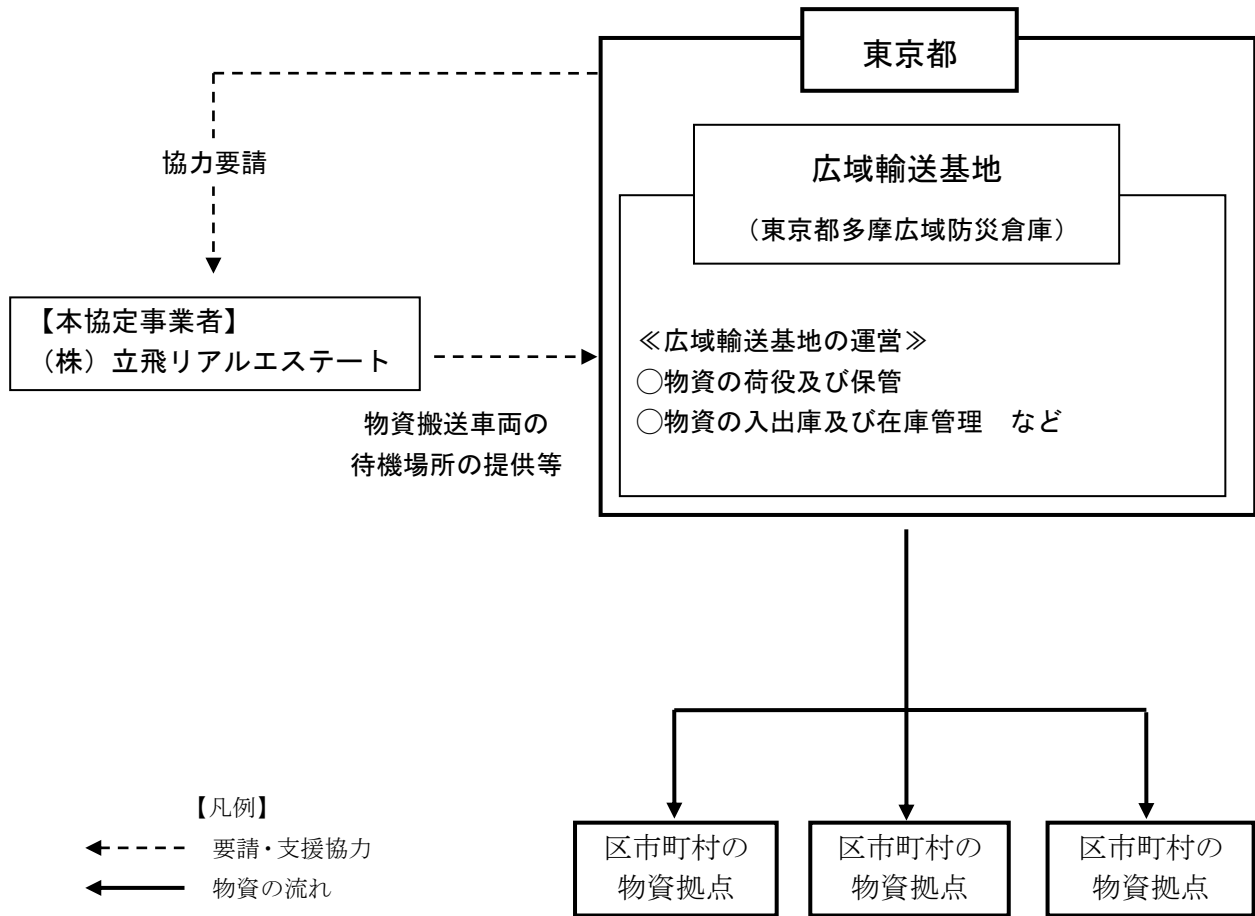 東京都
協力要請
広域輸送基地
（東京都多摩広域防災倉庫）
【本協定事業者】
（株）立飛リアルエステート
≪広域輸送基地の運営≫
○物資の荷役及び保管
○物資の入出庫及び在庫管理　など
物資搬送車両の
待機場所の提供等
【凡例】
要請・支援協力
物資の流れ
区市町村の
物資拠点
区市町村の
物資拠点
区市町村の
物資拠点